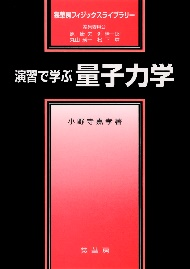 裳華房フィジックスライブラリー
演習で学ぶ 量子力学
小野寺嘉孝著
裳華房